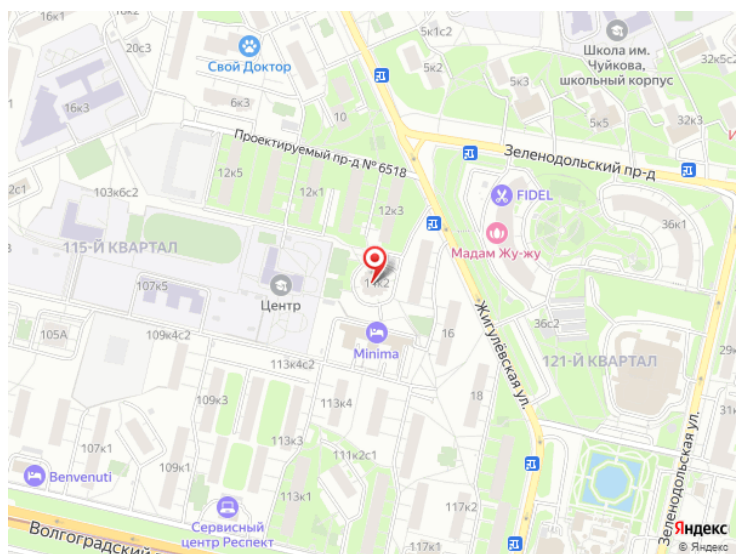 16к1
20с3
5к1с2
Свой Доктор
5к2
Школа им.
Чуйкова,
школьный корпус
32к5с2
16к3
6к3
10
5к3
5к5
32к3
Проектируемый пр-д № 6518
Зеленодольский пр-д
12к5
12к1
12к3
103к6с2
FIDEL
Мадам Жу-жу
36к1
115-Й КВАРТАЛ
107к5
Центр
14к2
Жигулёвская ул.
105А
109к4с2
Minima
16
36с2
121-Й КВАРТАЛ
113к4с2
109к3
113к4
18
113к3
107к1
109к1
111к2с1
Benvenuti
113к1
117к2
Сервисный
центр Респект
117к1
Зеленодольская ул.
Волгоградский
Яндекс
© Яндекс